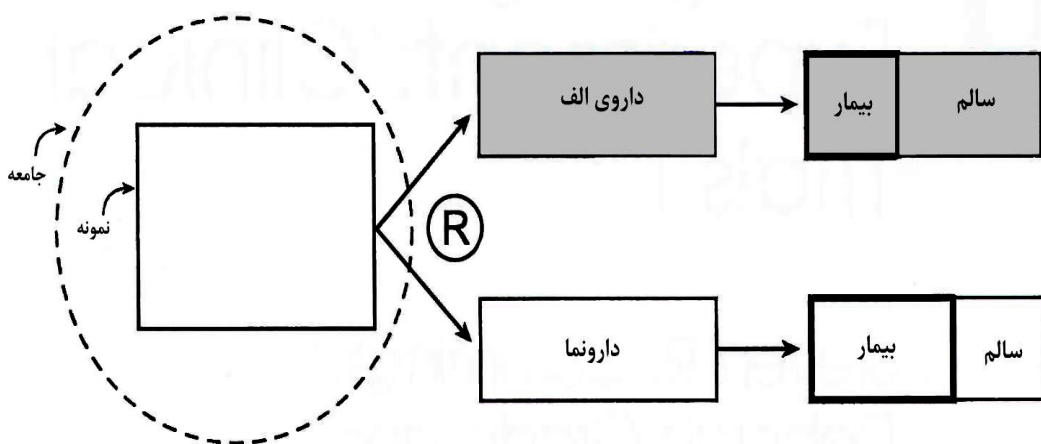 داروی الف
بیمار
سالم
جامعه
نمونه
R
دارونما
بیمار
سالم